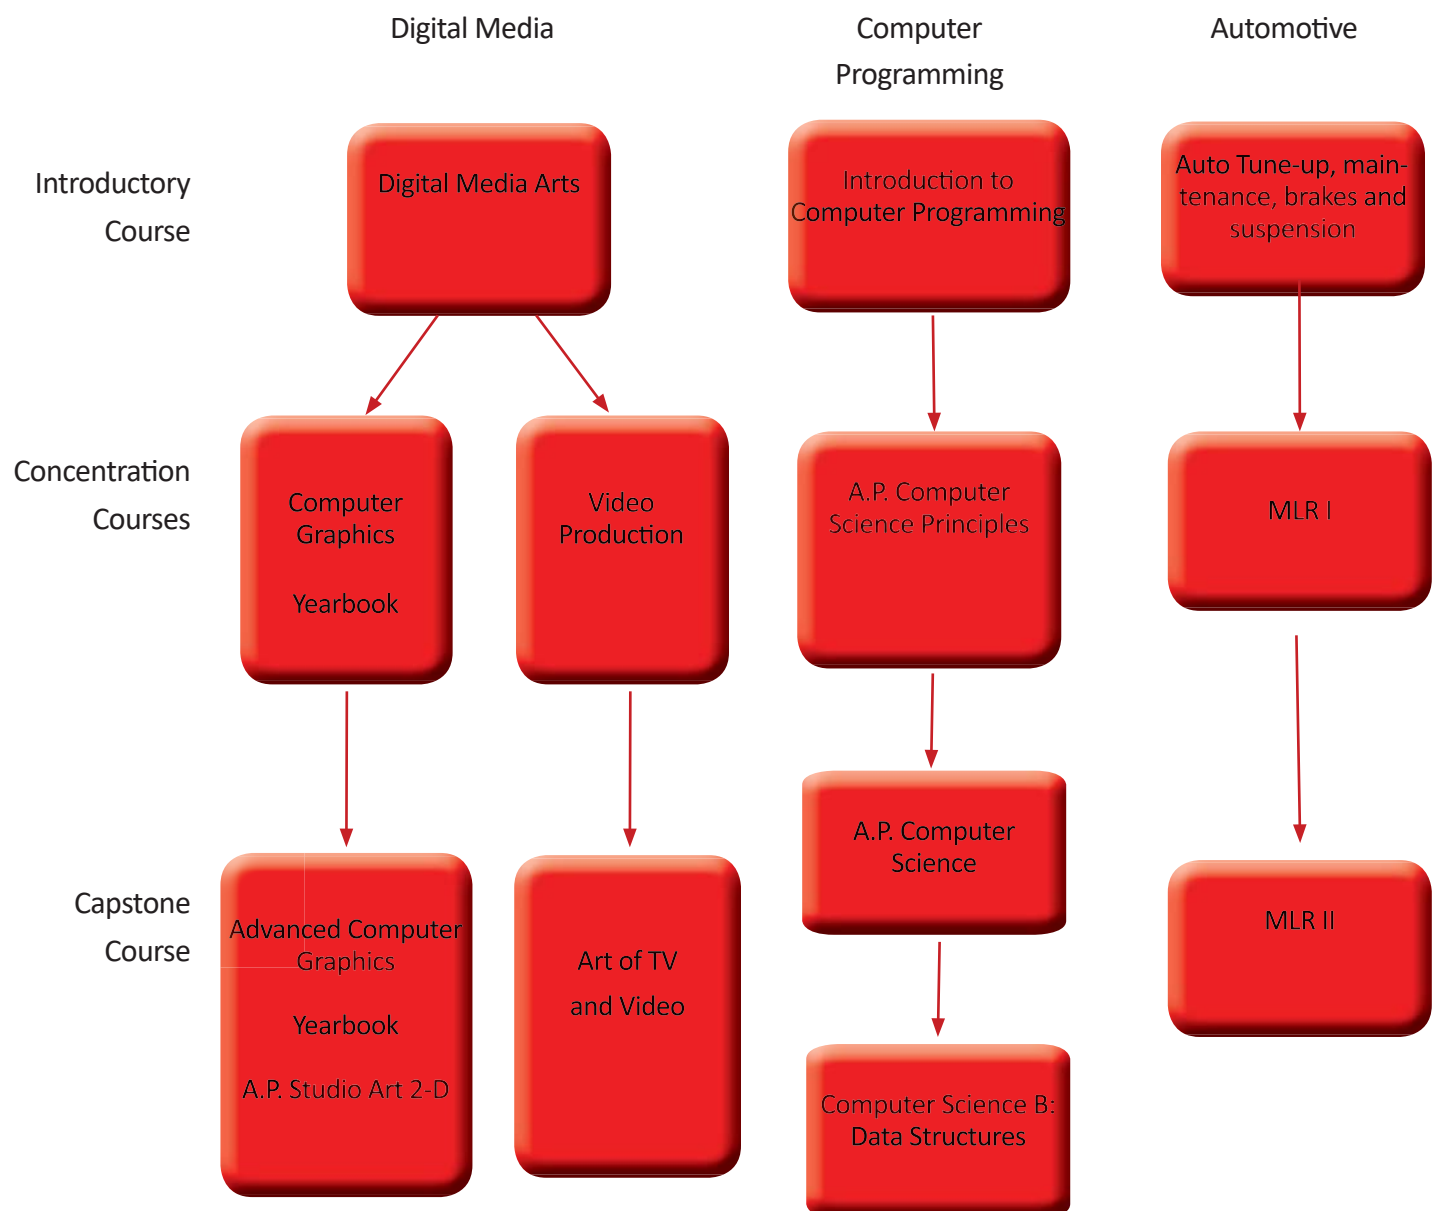 Digital Media
Computer
Programming
Automotive
Introductory
Course
Digital Media Arts
Introduction to
Computer Programming
Auto Tune-up, main-
tenance, brakes and
suspension
Concentration
Courses
Computer
Graphics
Yearbook
Video
Production
A.P. Computer
Science Principles
MLR I
A.P. Computer
Science
Capstone
Course
Advanced Computer
Graphics
Yearbook
A.P. Studio Art 2-D
Art of TV
and Video
MLR II
Computer Science B:
Data Structures